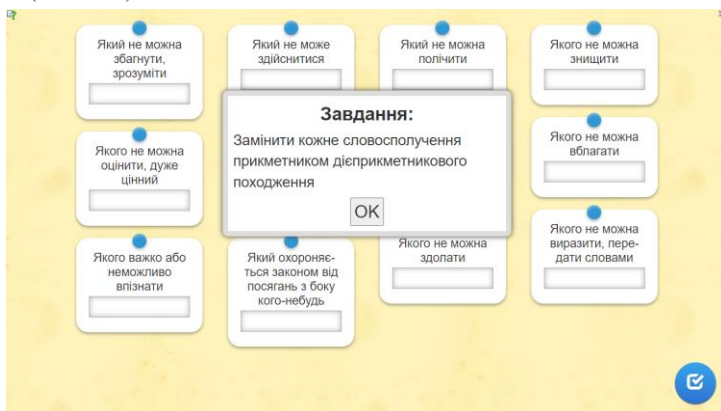 Який не можна
збагнути,
зрозуміти
Який не може
здійснитися
Який не можна
полічити
Якого не можна
знищити
Завдання:
Замінити кожне словосполучення
прикметником дієприкметникового
походження
OK
Якого не можна
оцінити, дуже
цінний
Якого не можна
вблагати
Якого важко або
неможливо
впізнати
Який охороняє-
ться законом від
посягань з боку
кого-небудь
Якого не можна
здолати
Якого не можна
виразити, пере-
дати словами